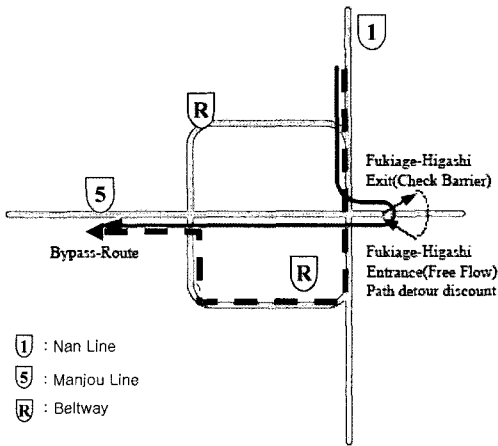 1
R
Fukiage-Higashi
Exit(Check Barrier)
5
Bypass-Route
Fukiage-Higashi
Entrance(Free Flow)
Path detour discount
R
1 : Nan Line
5 : Manjou Line
R : Beltway